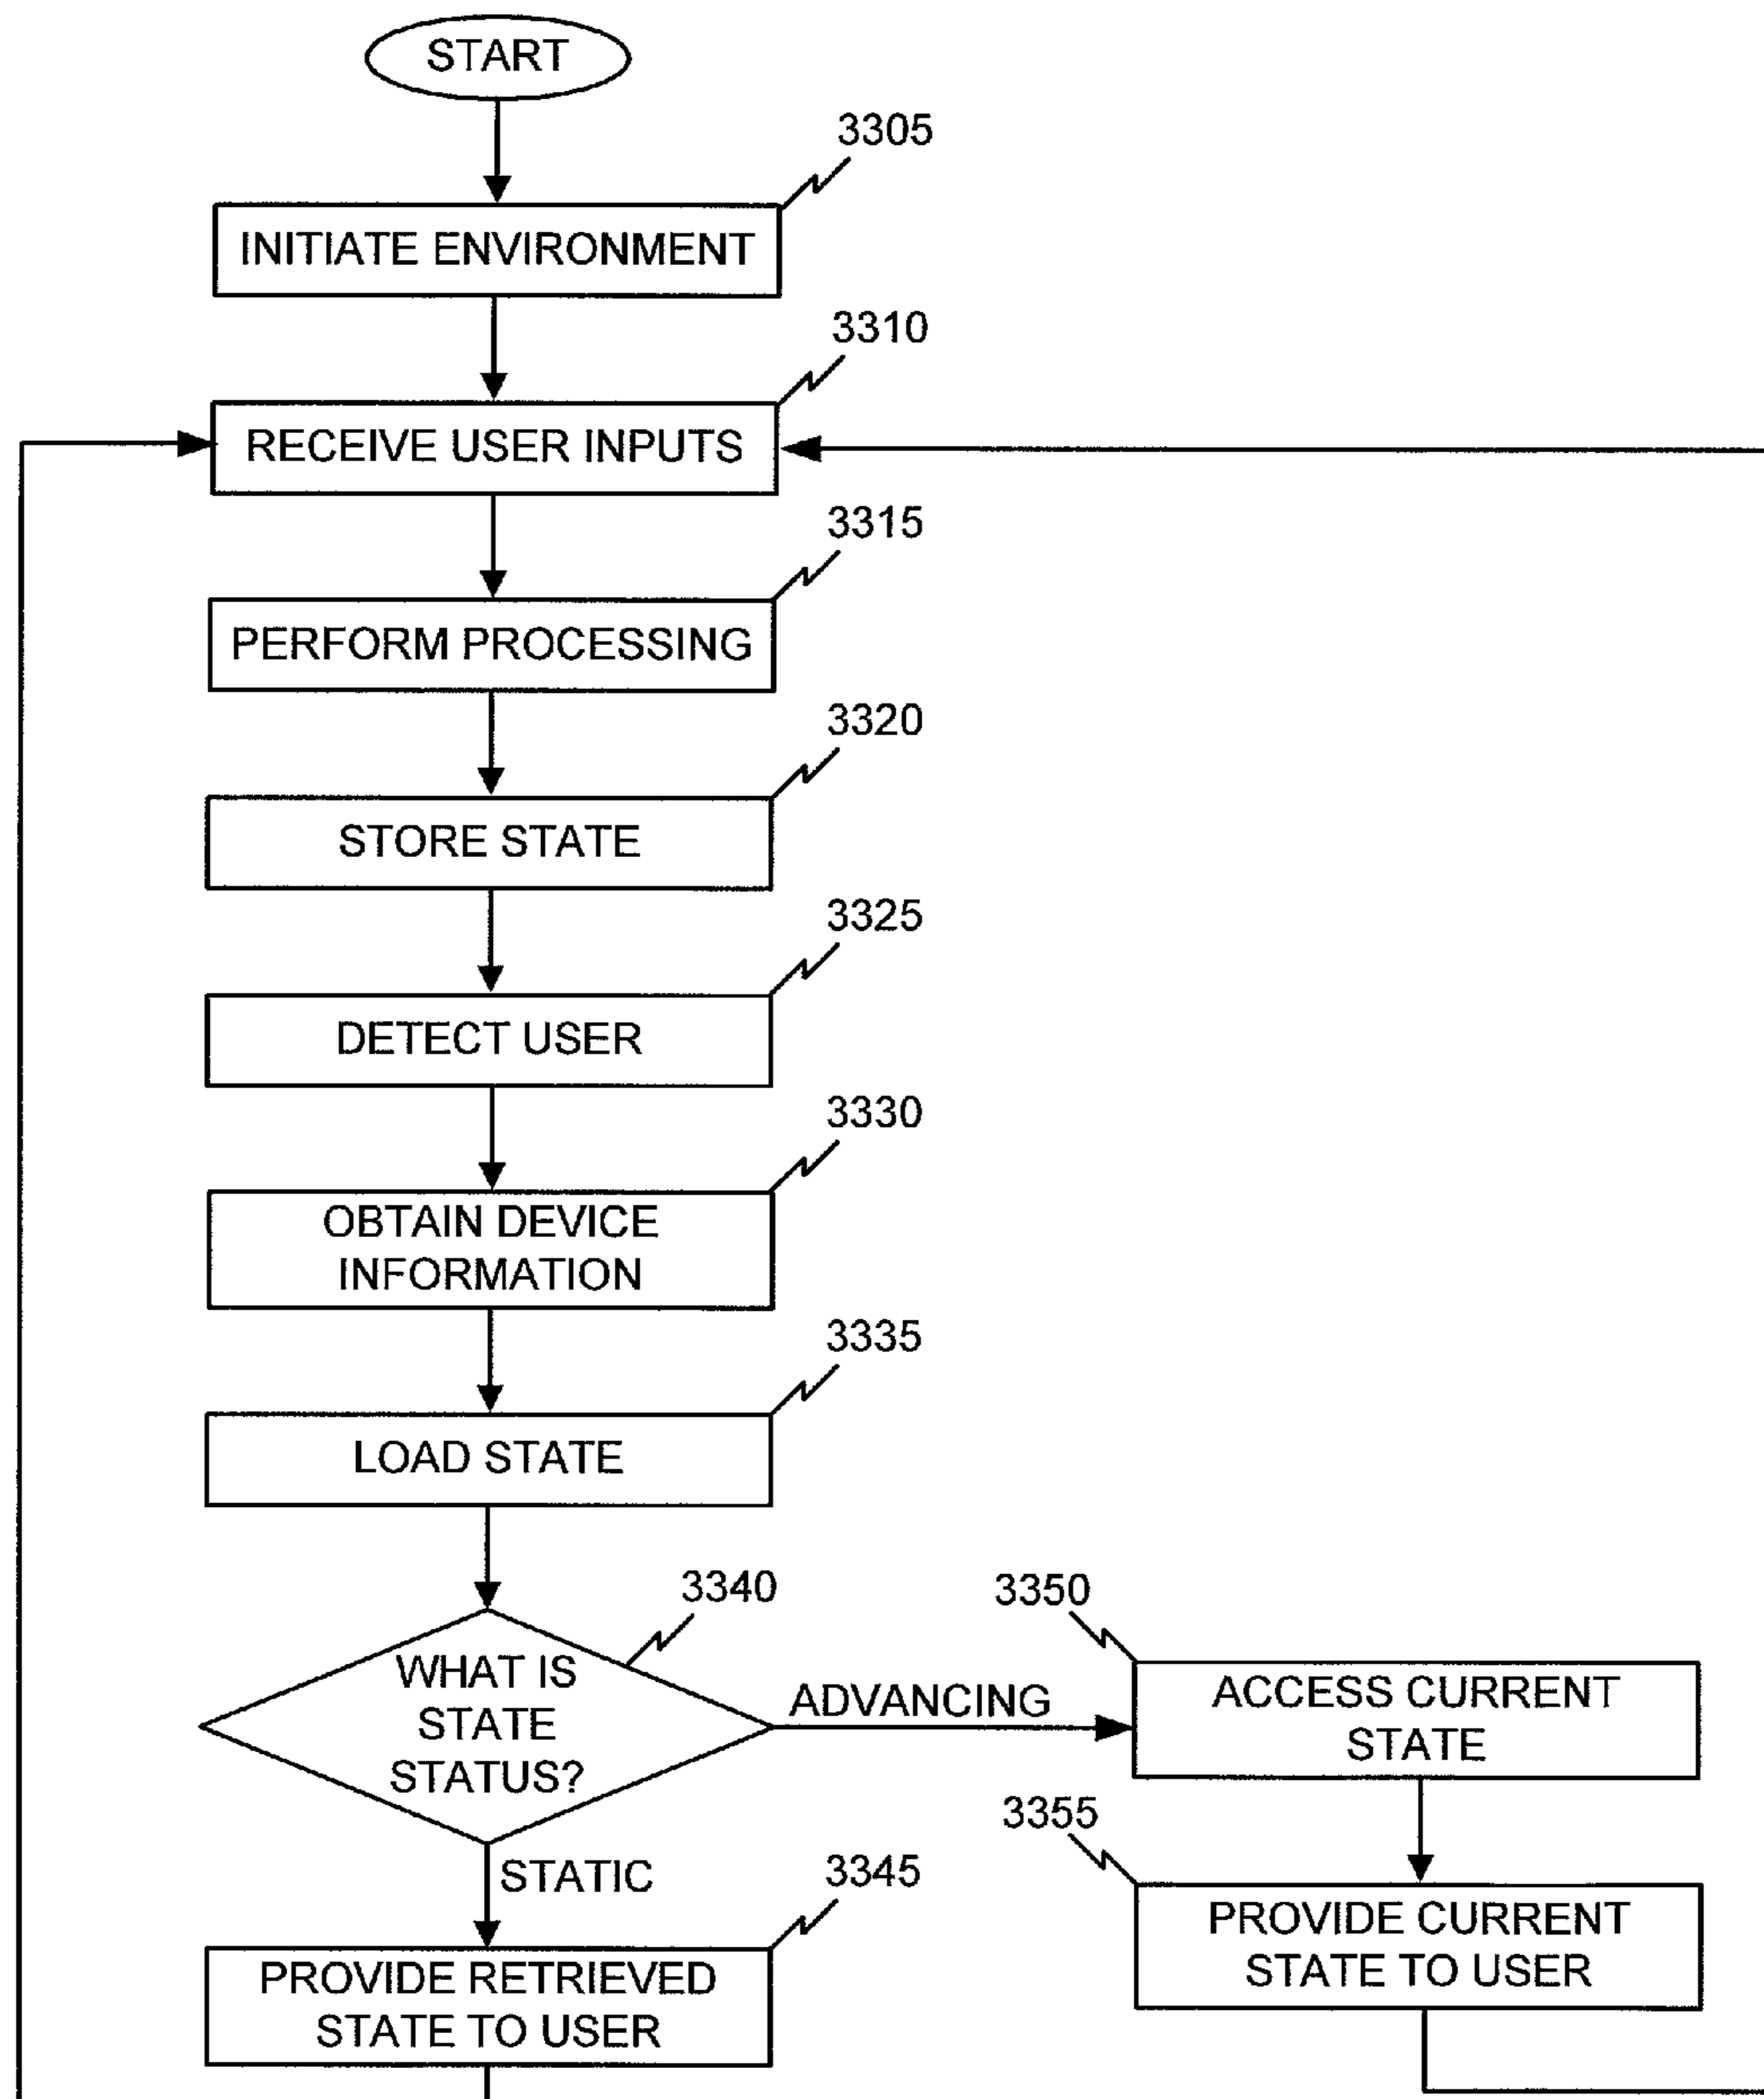 START
3305
INITIATE ENVIRONMENT
3310
RECEIVE USER INPUTS
3315
PERFORM PROCESSING
3320
STORE STATE
3325
DETECT USER
3330
OBTAIN DEVICE
INFORMATION
3335
LOAD STATE
3340
WHAT IS
STATE
STATUS?
ADVANCING
3350
ACCESS CURRENT
STATE
STATIC
3345
PROVIDE RETRIEVED
STATE TO USER
3355
PROVIDE CURRENT
STATE TO USER